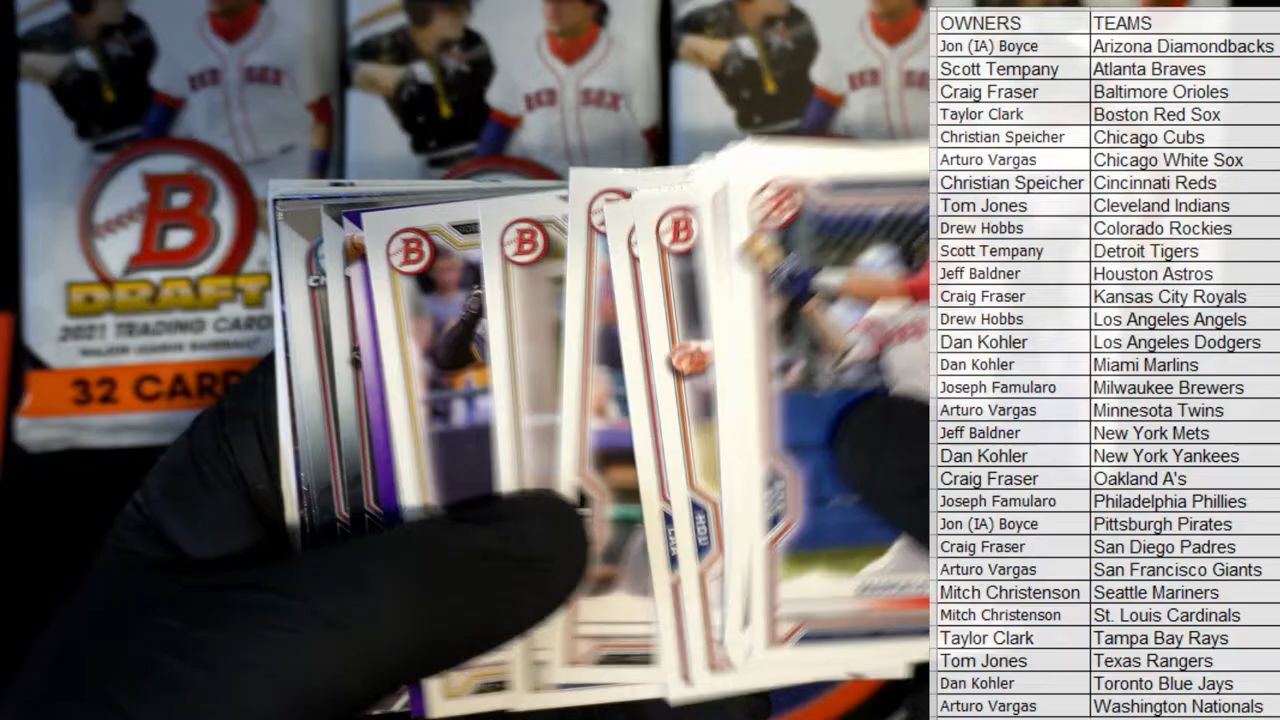 RED SOX
RED SOX
B
DRAFT
2021 TRADING CARD
MAJOR LEAGUE BASEBALL
32 CARD
B
B
B
HOU
OWNERS TEAMS
Jon (IA) Boyce Arizona Diamondbacks
Scott Tempany Atlanta Braves
Craig Fraser Baltimore Orioles
Taylor Clark Boston Red Sox
Christian Speicher Chicago Cubs
Arturo Vargas Chicago White Sox
Christian Speicher Cincinnati Reds
Tom Jones Cleveland Indians
Drew Hobbs Colorado Rockies
Scott Tempany Detroit Tigers
Jeff Baldner Houston Astros
Craig Fraser Kansas City Royals
Drew Hobbs Los Angeles Angels
Dan Kohler Los Angeles Dodgers
Dan Kohler Miami Marlins
Joseph Famularo Milwaukee Brewers
Arturo Vargas Minnesota Twins
Jeff Baldner New York Mets
Dan Kohler New York Yankees
Craig Fraser Oakland A's
Joseph Famularo Philadelphia Phillies
Jon (IA) Boyce Pittsburgh Pirates
Craig Fraser San Diego Padres
Arturo Vargas San Francisco Giants
Mitch Christenson Seattle Mariners
Mitch Christenson St. Louis Cardinals
Taylor Clark Tampa Bay Rays
Tom Jones Texas Rangers
Dan Kohler Toronto Blue Jays
Arturo Vargas Washington Nationals